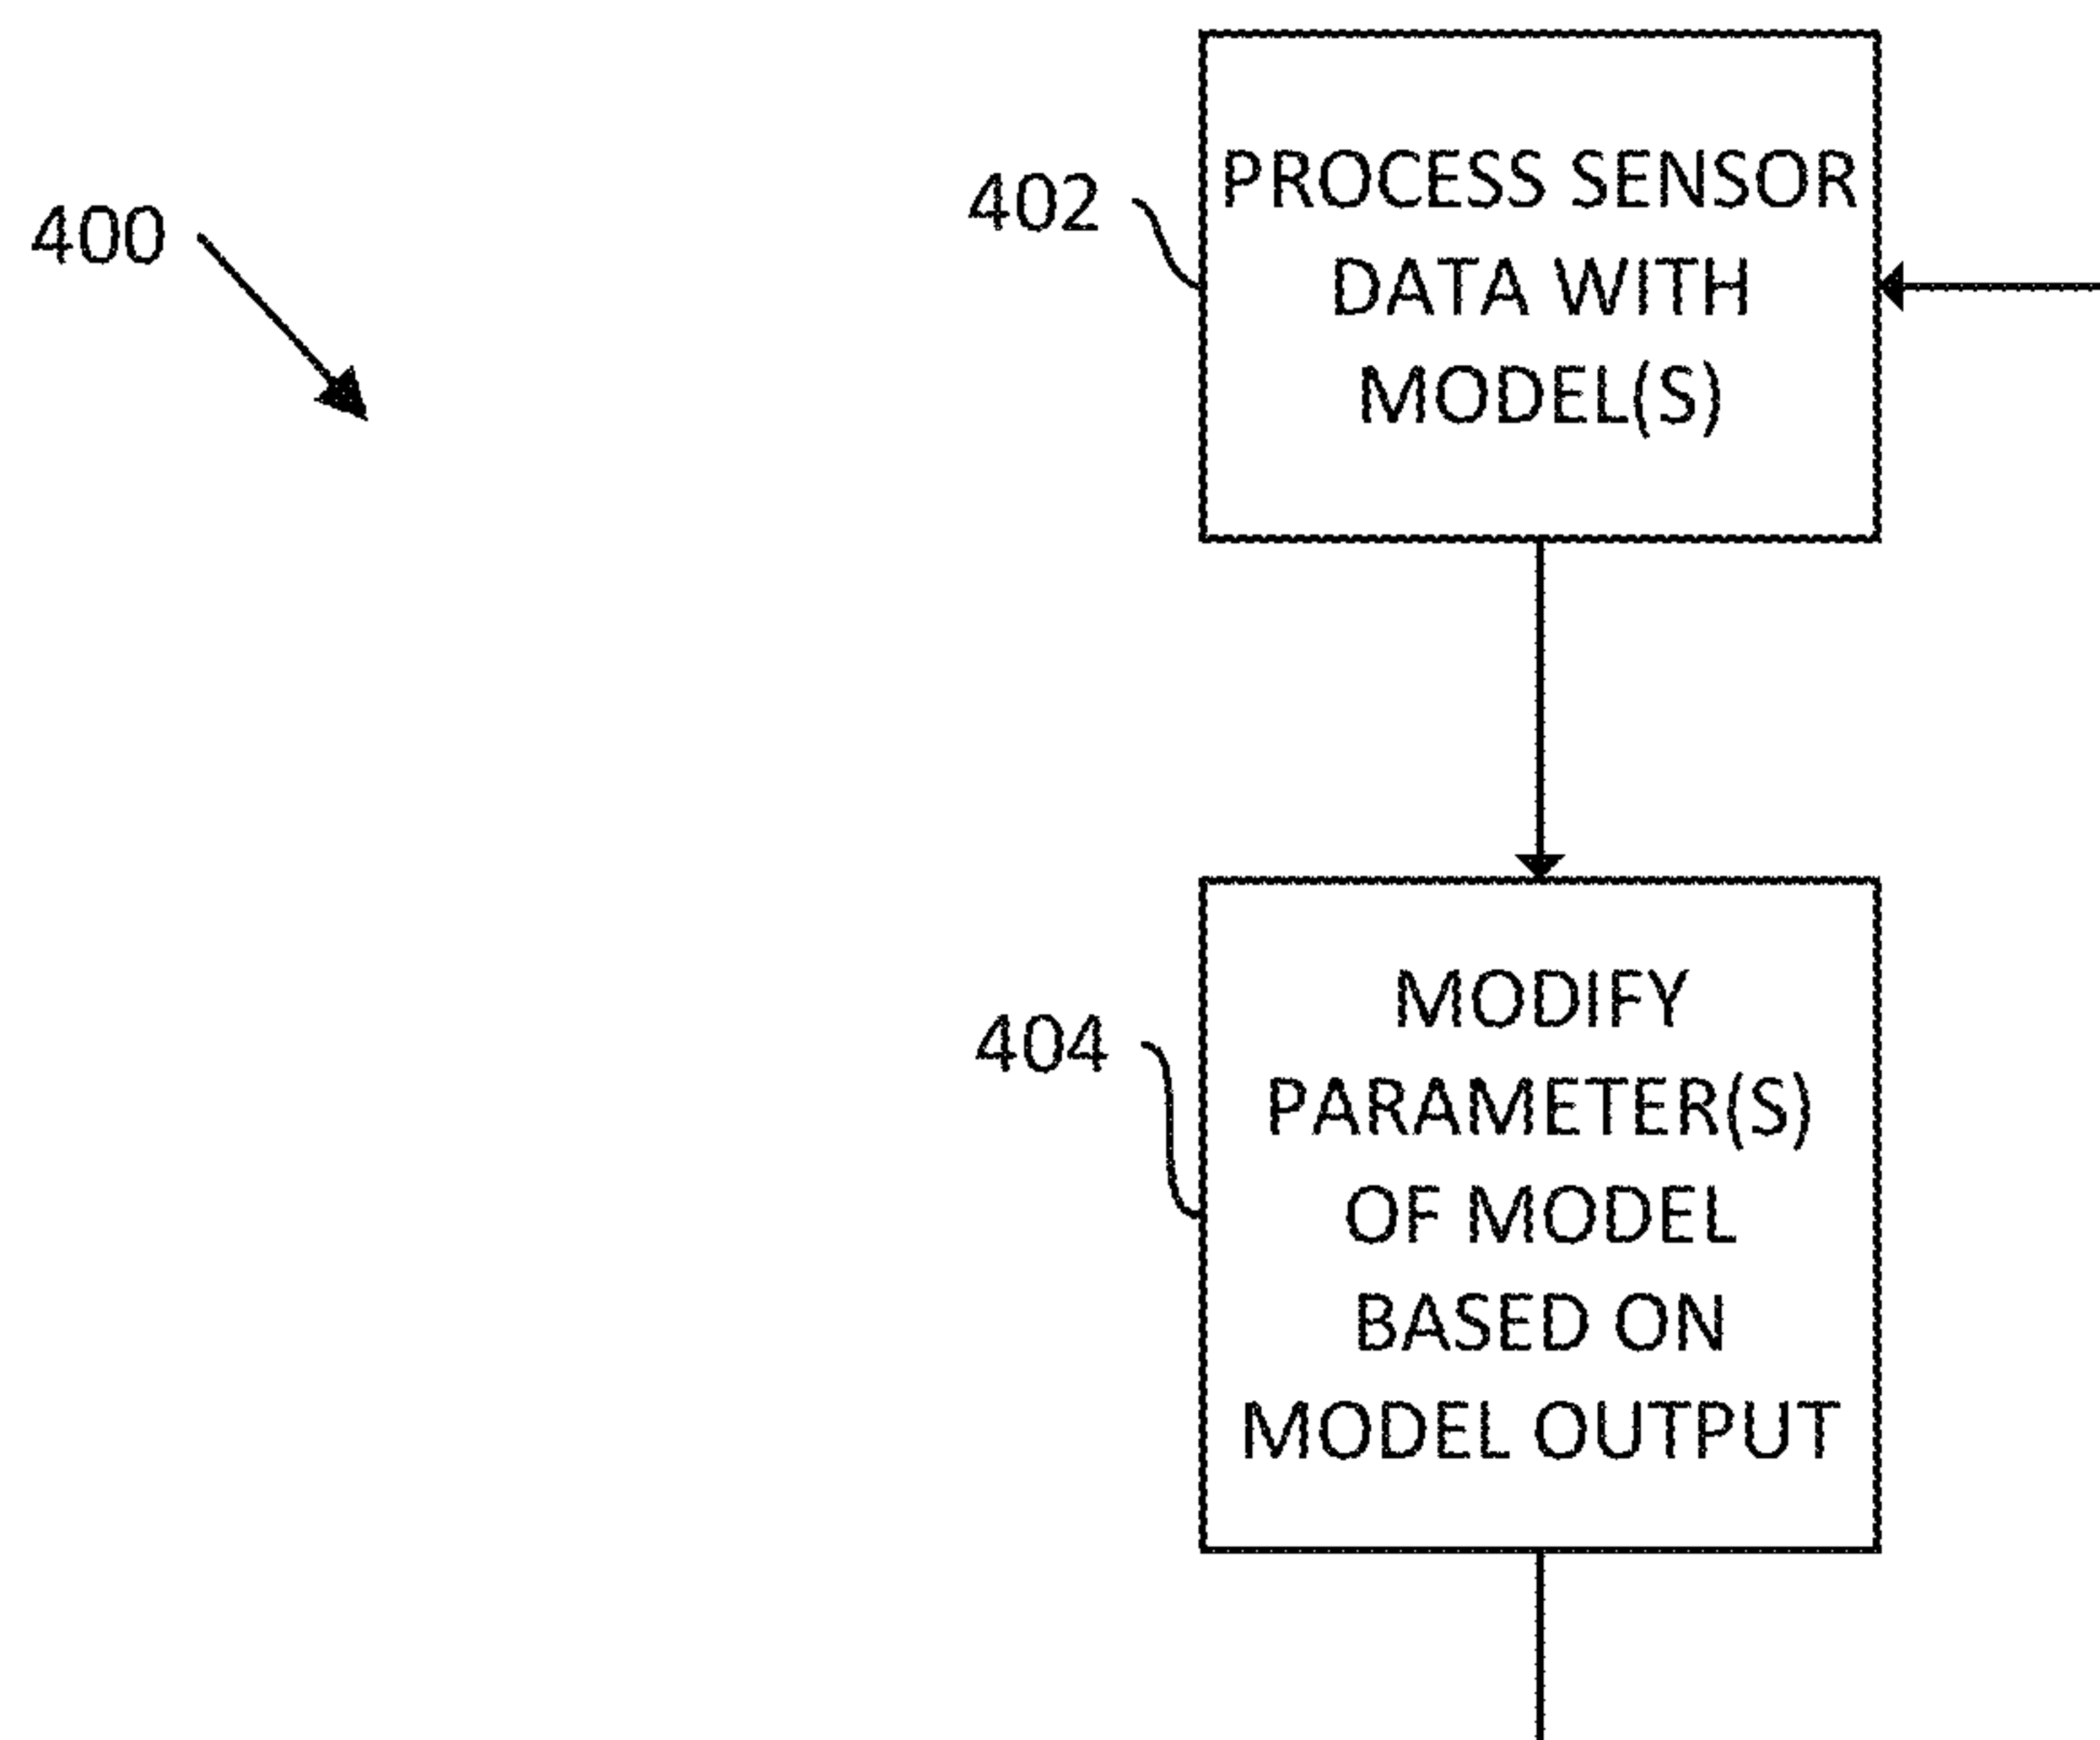 400
402
PROCESS SENSOR
DATA WITH
MODEL(S)
404
MODIFY
PARAMETER(S)
OF MODEL
BASED ON
MODEL OUTPUT